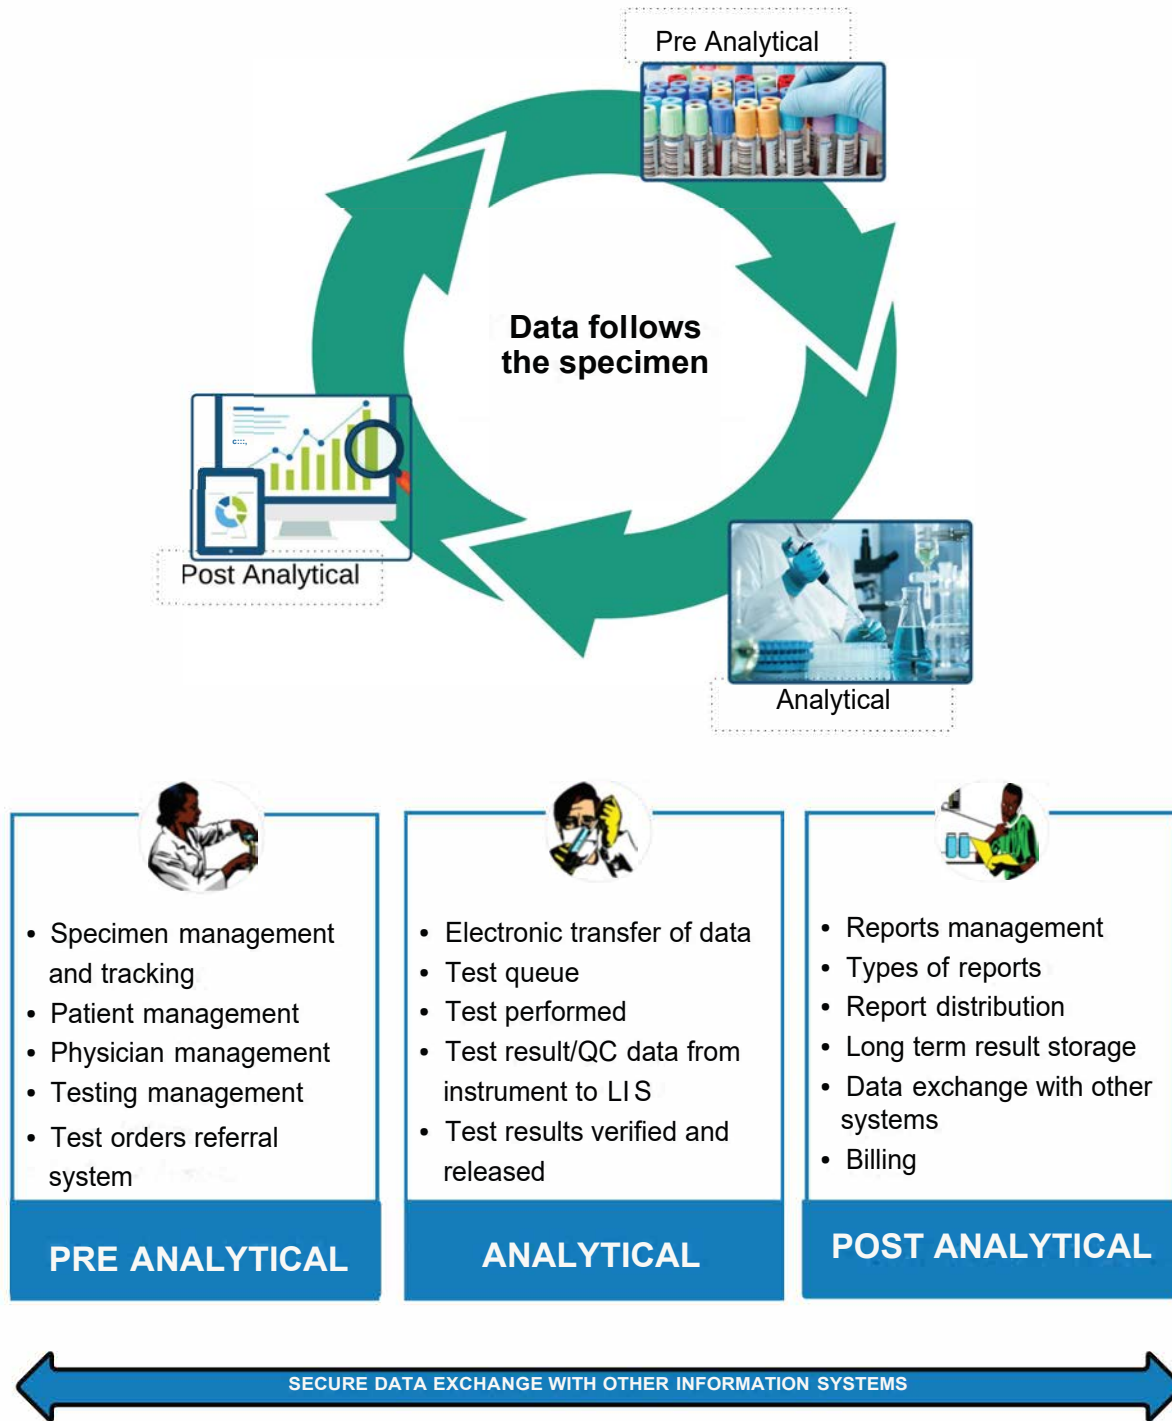 Pre Analytical
Data follows
the specimen
Post Analytical
Analytical
• Specimen management
and tracking
• Patient management
• Physician management
• Testing management
• Test orders referral
system
PRE ANALYTICAL
• Electronic transfer of data
• Test queue
• Test performed
• Test result/QC data from
instrument to LIS
• Test results verified and
released
ANALYTICAL
• Reports management
• Types of reports
• Report distribution
• Long term result storage
• Data exchange with other
systems
• Billing
POST ANALYTICAL
SECURE DATA EXCHANGE WITH OTHER INFORMATION SYSTEMS